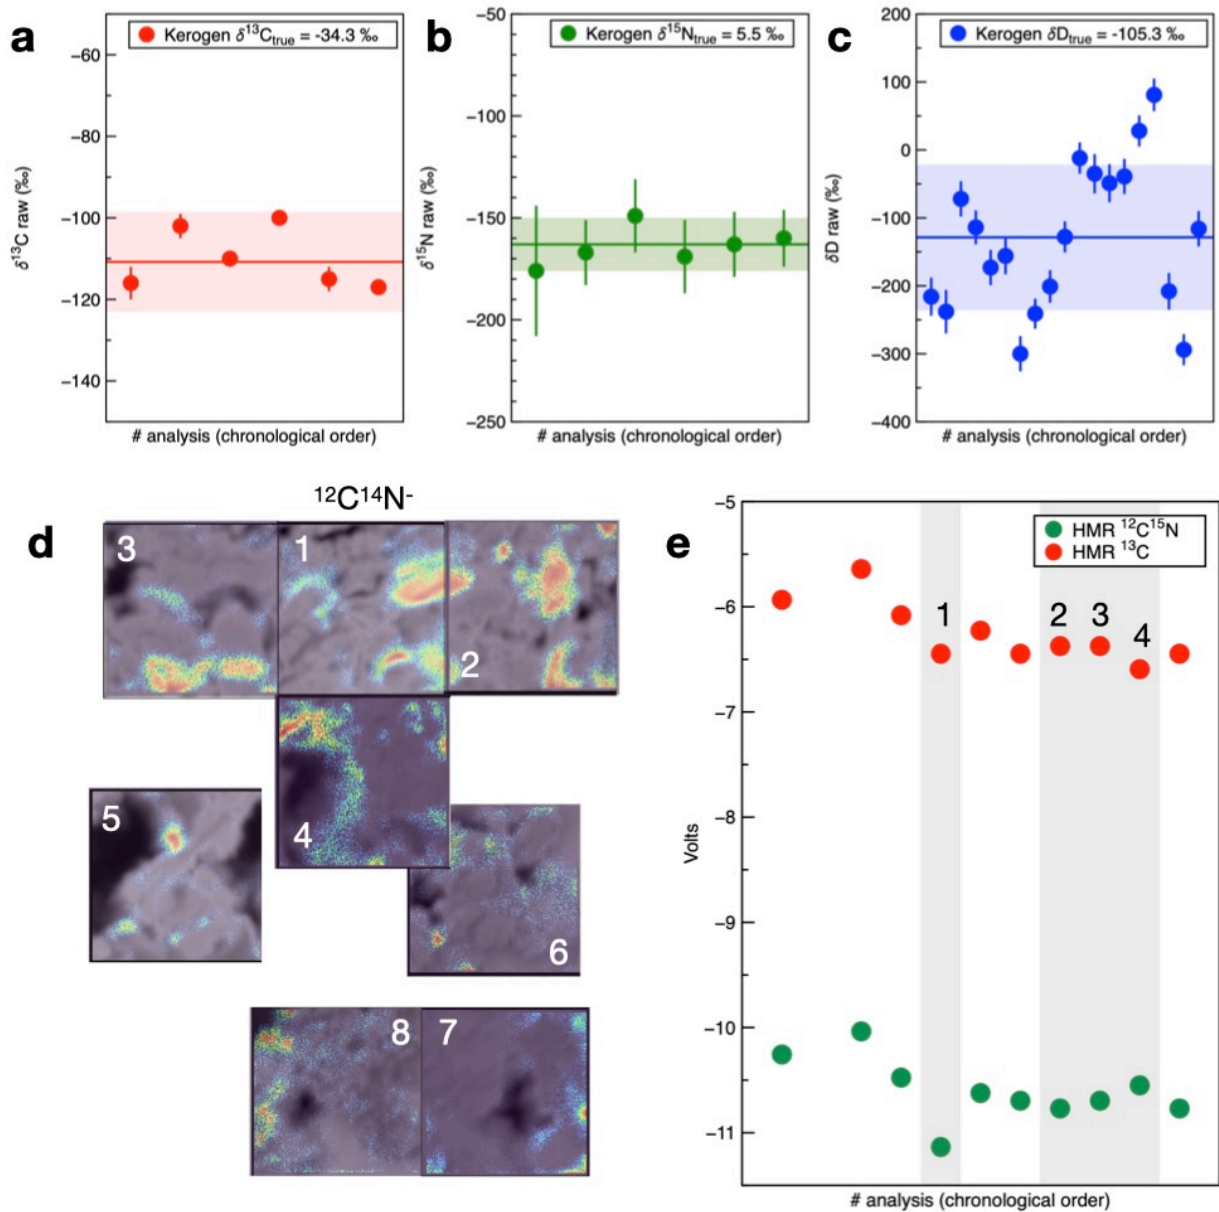 a
Kerogen δ13Ctrue = -34.3 ‰
−60
−80
−100
−120
−140
δ13C raw (‰)
# analysis (chronological order)
b
Kerogen δ15Ntrue = 5.5 ‰
−50
−100
−150
−200
−250
δ15N raw (‰)
# analysis (chronological order)
c
Kerogen δDtrue = -105.3 ‰
200
100
0
−100
−200
−300
−400
δD raw (‰)
# analysis (chronological order)
d
12C14N-
3
1
2
4
5
6
8
7
e
HMR 12C15N
HMR 13C
−5
−6
−7
−8
−9
−10
−11
Volts
1
2
3
4
# analysis (chronological order)